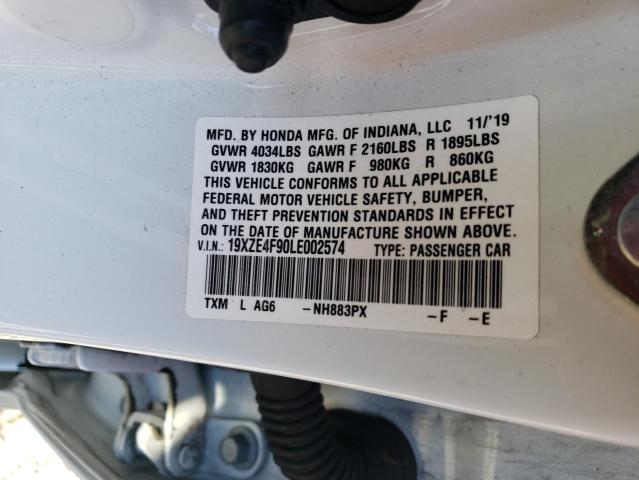 MFD. BY HONDA MFG. OF INDIANA, LLC 11/'19
GVWR 4034LBS GAWR F 2160LBS R 1895LBS
GVWR 1830KG GAWR F 980KG R 860KG
THIS VEHICLE CONFORMS TO ALL APPLICABLE
FEDERAL MOTOR VEHICLE SAFETY, BUMPER,
AND THEFT PREVENTION STANDARDS IN EFFECT
ON THE DATE OF MANUFACTURE SHOWN ABOVE.
V.I.N.: 19XZE4F90LE002574 TYPE: PASSENGER CAR
TXM L AG6 -NH883PX -F -E